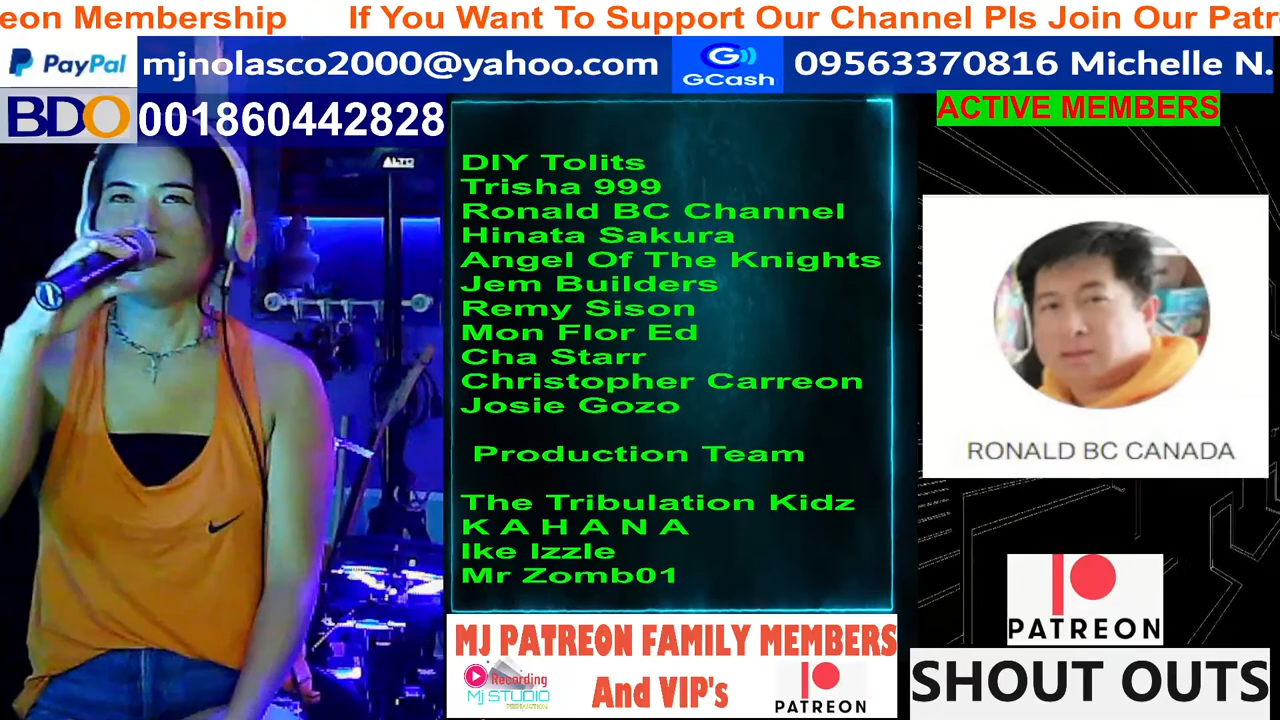 eon Membership If You Want To Support Our Channel Pls Join Our Patr
PayPal mjnolasco2000@yahoo.com GCash 09563370816 Michelle N.
BDO 001860442828
ACTIVE MEMBERS
ALTO
DIY Tolits
Trisha 999
Ronald BC Channel
Hinata Sakura
Angel Of The Knights
Jem Builders
Remy Sison
Mon Flor Ed
Cha Starr
Christopher Carreon
Josie Gozo
Production Team
The Tribulation Kidz
K A H A N A
Ike Izzle
Mr Zomb01
RONALD BC CANADA
PATREON
SHOUT OUTS
MJ PATREON FAMILY MEMBERS
And VIP's
Recording
MJ STUDIO
PRODUCTION
PATREON